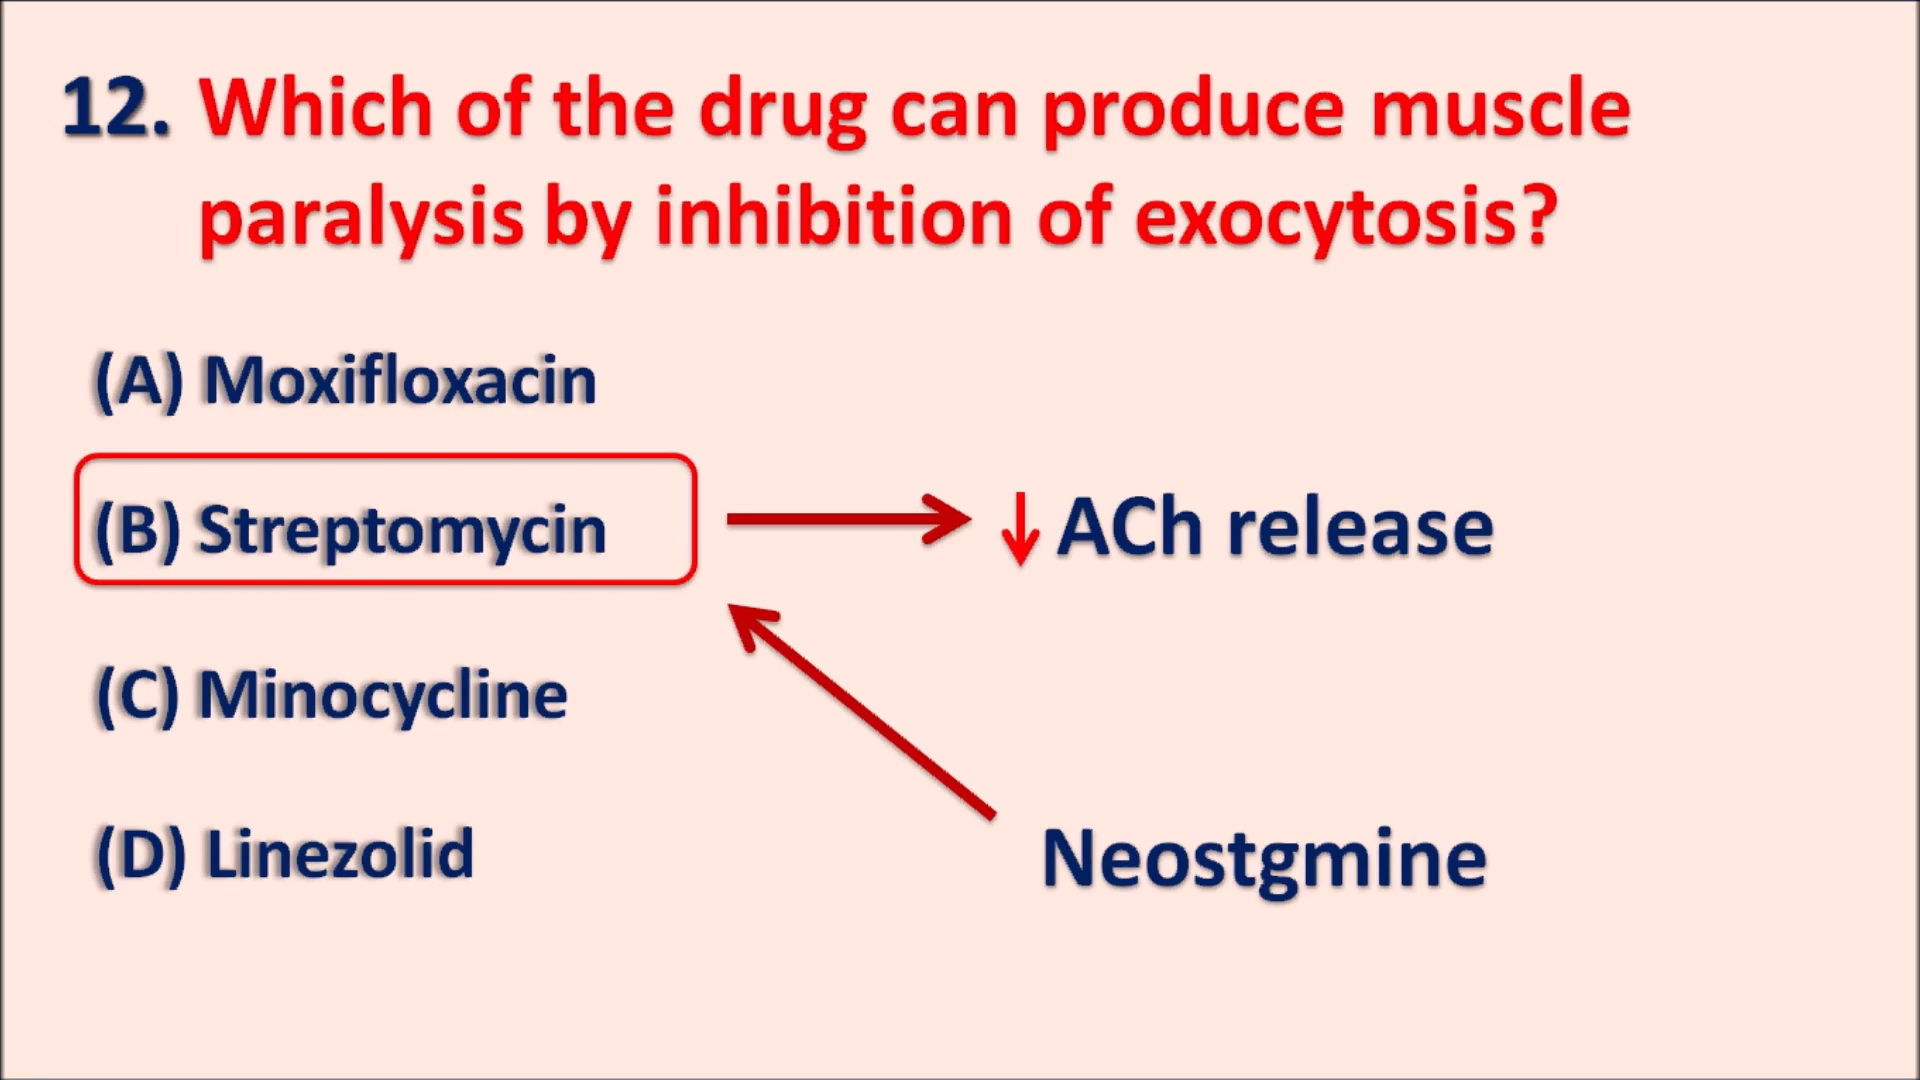 12. Which of the drug can produce muscle
paralysis by inhibition of exocytosis?
(A) Moxifloxacin
(B) Streptomycin
ACh release
(C) Minocycline
(D) Linezolid
Neostgmine